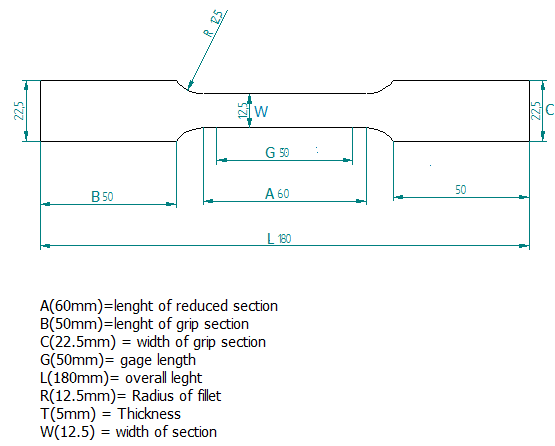 R 12,5
22,5
12,5
W
22,5
C
G 50
B 50
A 60
50
L 180
A(60mm)=lenght of reduced section
B(50mm)=lenght of grip section
C(22.5mm) = width of grip section
G(50mm)= gage length
L(180mm)= overall leght
R(12.5mm)= Radius of fillet
T(5mm) = Thickness
W(12.5) = width of section